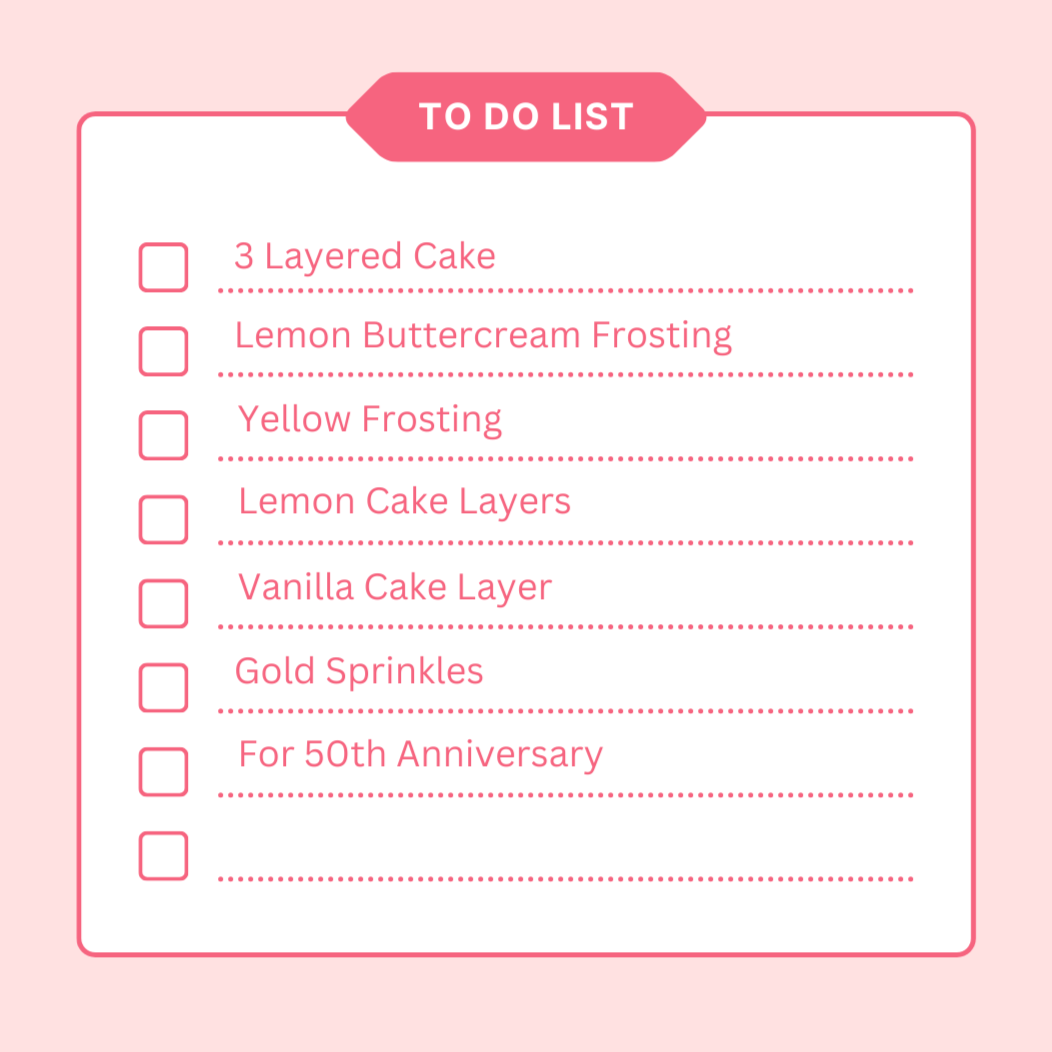 TO DO LIST
3 Layered Cake
Lemon Buttercream Frosting
Yellow Frosting
Lemon Cake Layers
Vanilla Cake Layer
Gold Sprinkles
For 50th Anniversary